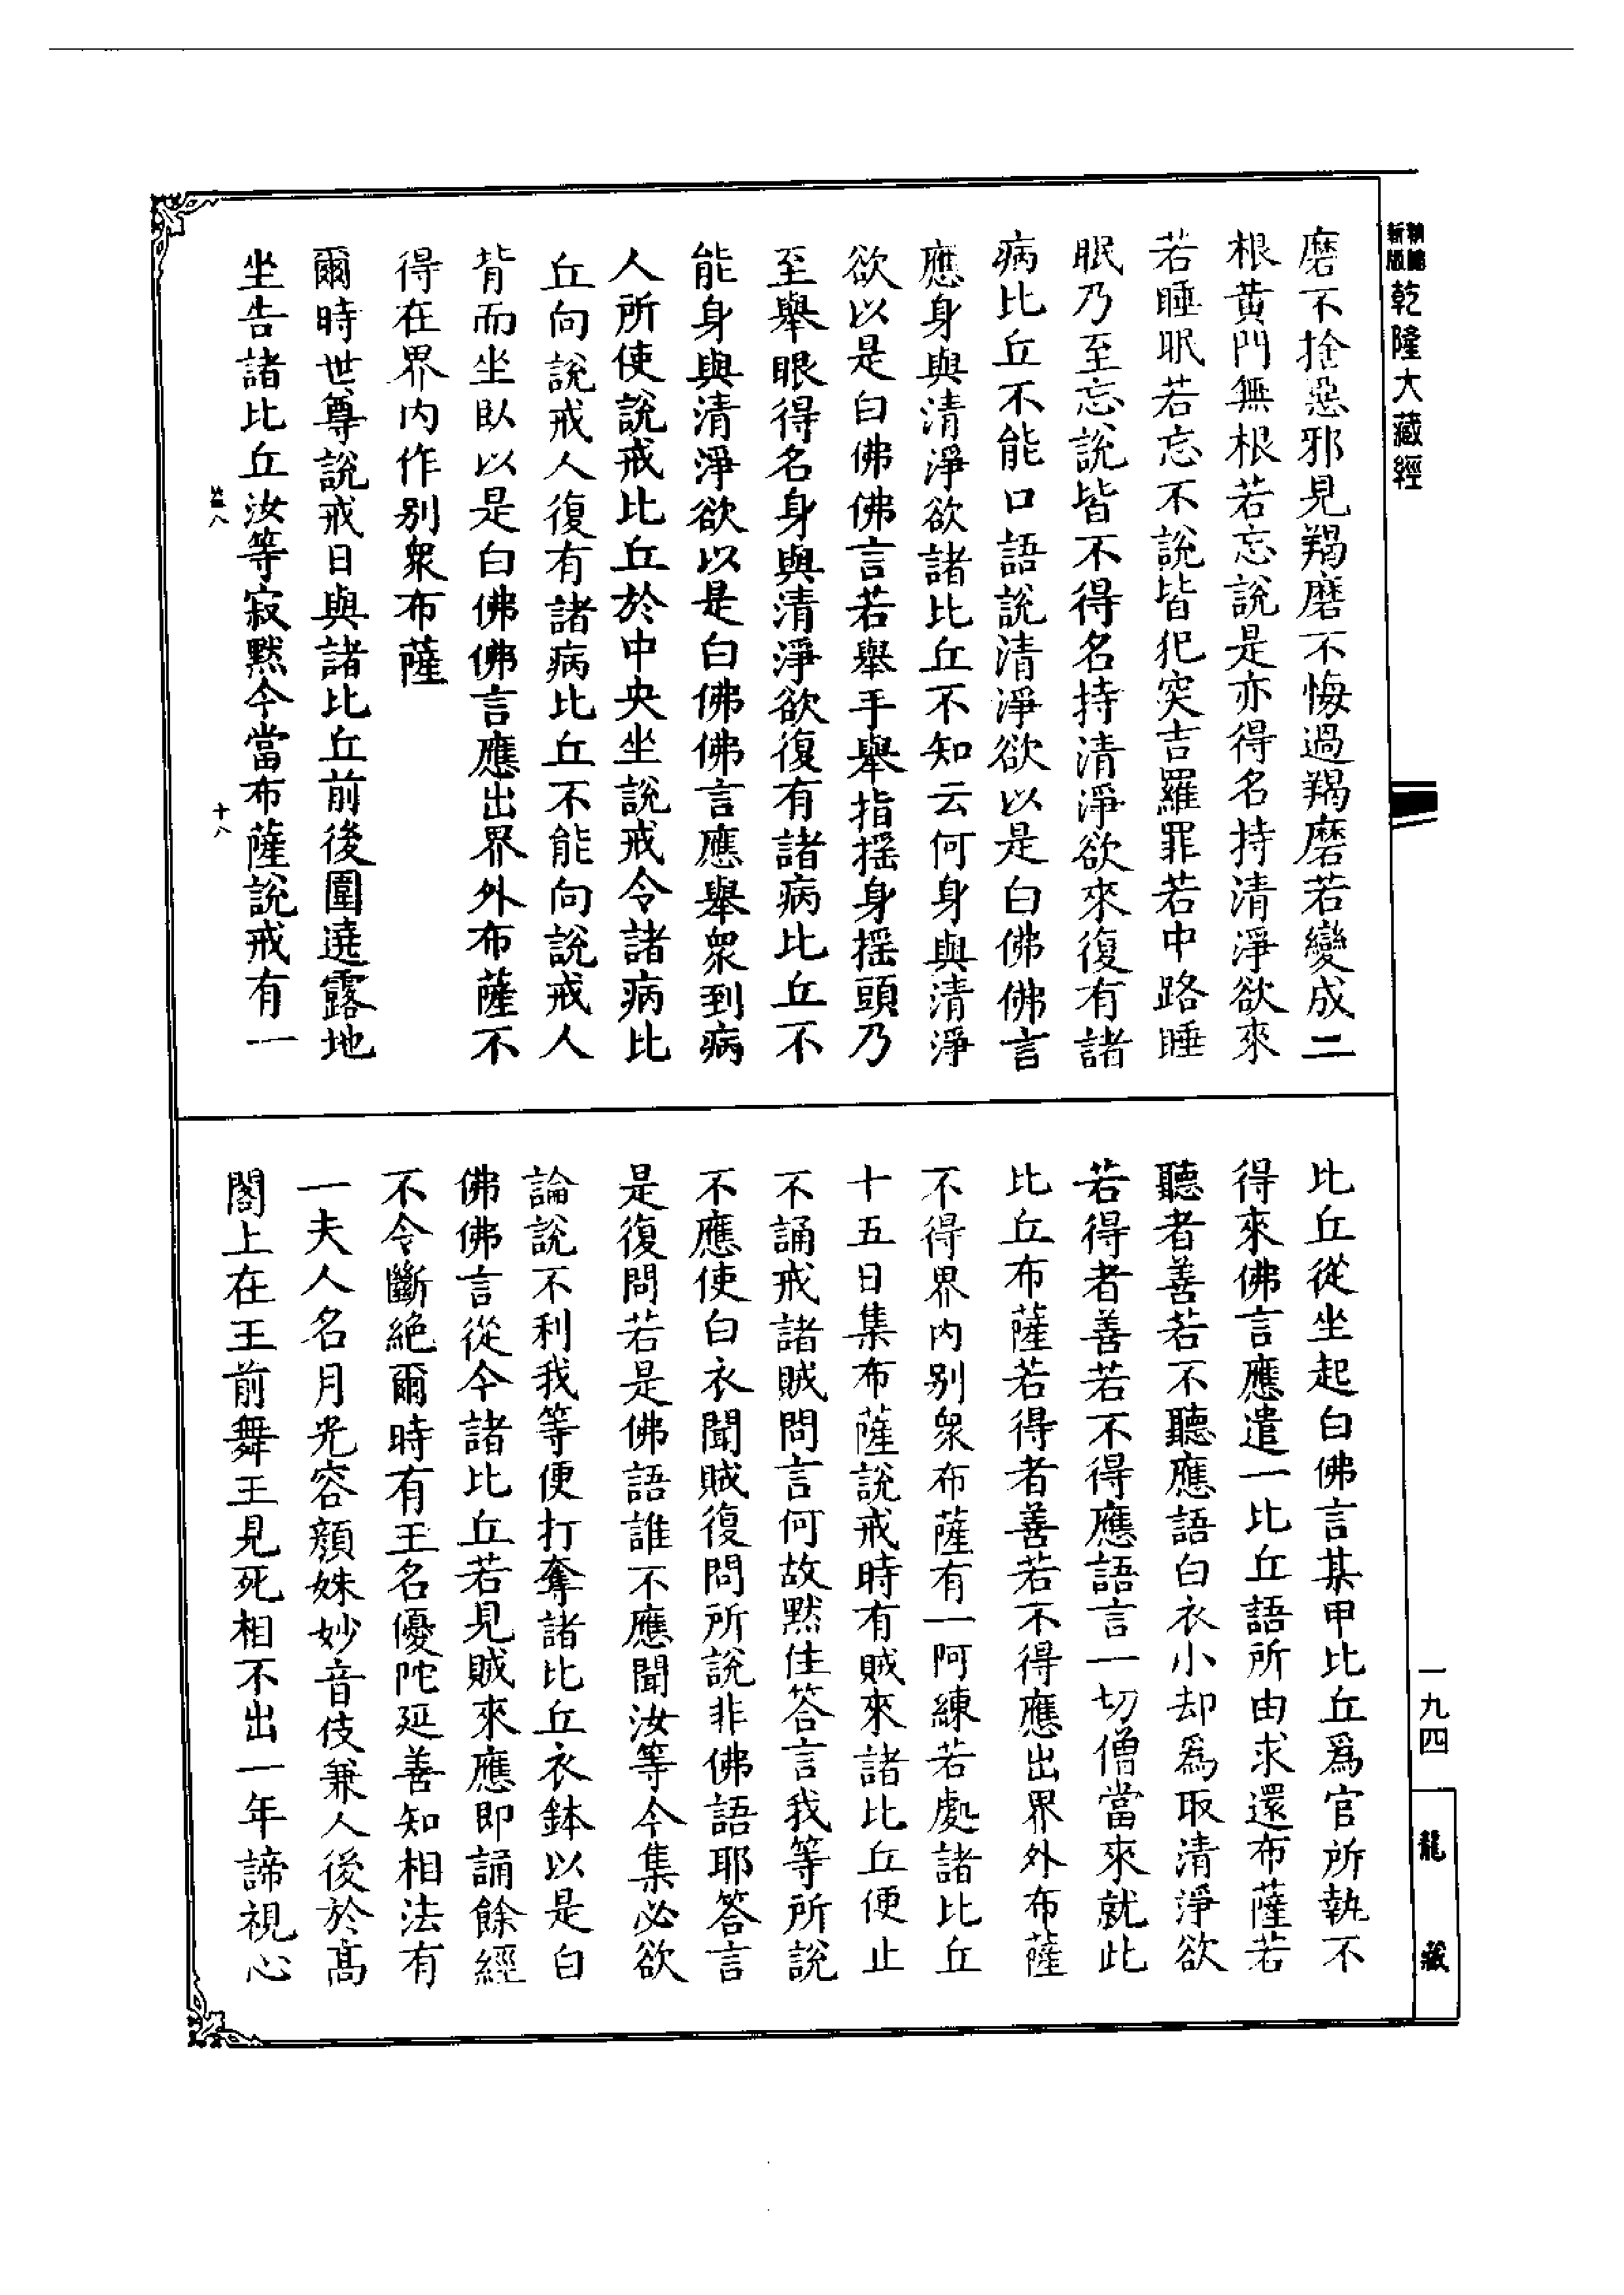 乾隆大藏經
磨不捨惡邪見羯磨不悔過羯磨若變成二
根黃門無根若忘說是亦得名持清淨欲來
若睡眠若忘不說皆犯突吉羅罪若中路睡
眠乃至忘說皆不得名持清淨欲來復有諸
病比丘不能口語說清淨欲以是白佛佛言
應身與清淨欲諸比丘不知云何身與清淨
欲以是白佛佛言若舉手舉指搖身搖頭乃
至舉眼得名身與清淨欲復有諸病比丘不
能身與清淨欲以是白佛佛言應舉眾到病
人所使說戒比丘於中央坐說戒令諸病比
丘向說戒人復有諸病比丘不能向說戒人
背而坐臥以是白佛佛言應出界外布薩不
得在界內作別眾布薩
爾時世尊說戒日與諸比丘前後圍遶露地
坐告諸比丘汝等寂默今當布薩說戒有一
十八
比丘從坐起白佛言某甲比丘為官所執不
得來佛言應遣一比丘語所由求還布薩若
聽者善若不聽應語白衣小却為取清淨欲
若得者善若不得應語言一切僧當來就此
比丘布薩若得者善若不得應出界外布薩
不得界內別眾布薩有一阿練若處諸比丘
十五日集布薩說戒時有賊來諸比丘便止
不誦戒諸賊問言何故默住答言我等所說
不應使白衣聞賊復問所說非佛語耶答言
是復問若是佛語誰不應聞汝等今集必欲
論說不利我等便打奪諸比丘衣鉢以是白
佛佛言從今諸比丘若見賊來應即誦餘經
不令斷絕爾時有王名優陀延善知相法有
一夫人名月光容顏姝妙音伎兼人後於髙
閣上在王前舞王見死相不出一年諦視心
一九四
龍藏